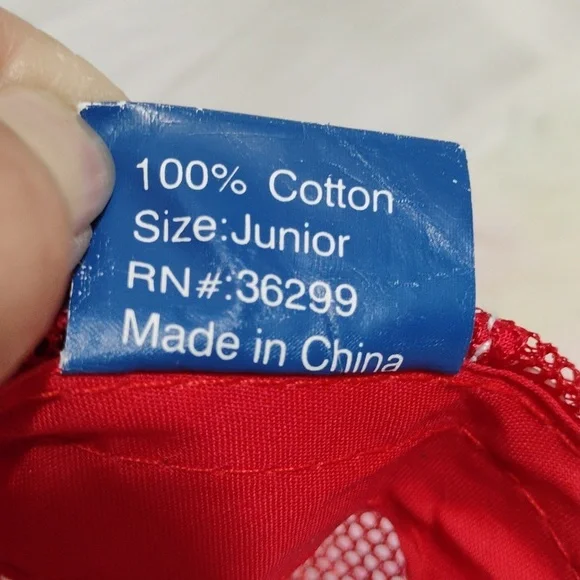 100% Cotton
Size:Junior
RN#:36299
Made in China